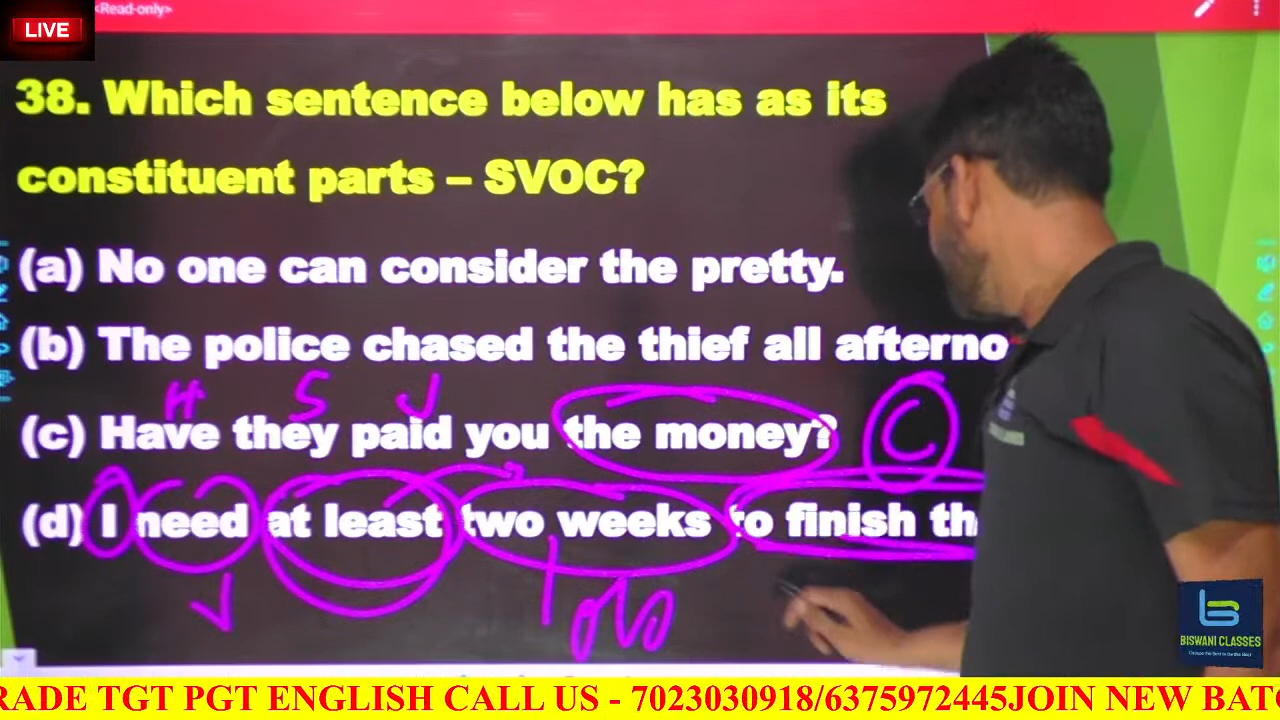 <Read-only>
LIVE
38. Which sentence below has as its
constituent parts – SVOC?
(a) No one can consider the pretty.
(b) The police chased the thief all afterno
H S V
(c) Have they paid you the money? C
(d) I need at least two weeks to finish th
V
BISWANI CLASSES
RADE TGT PGT ENGLISH CALL US - 7023030918/6375972445JOIN NEW BATC